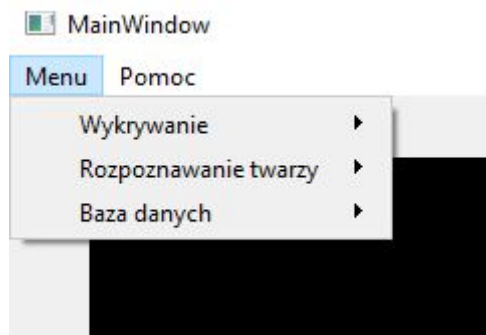 MainWindow
Menu Pomoc
Wykrywanie
Rozpoznawanie twarzy
Baza danych